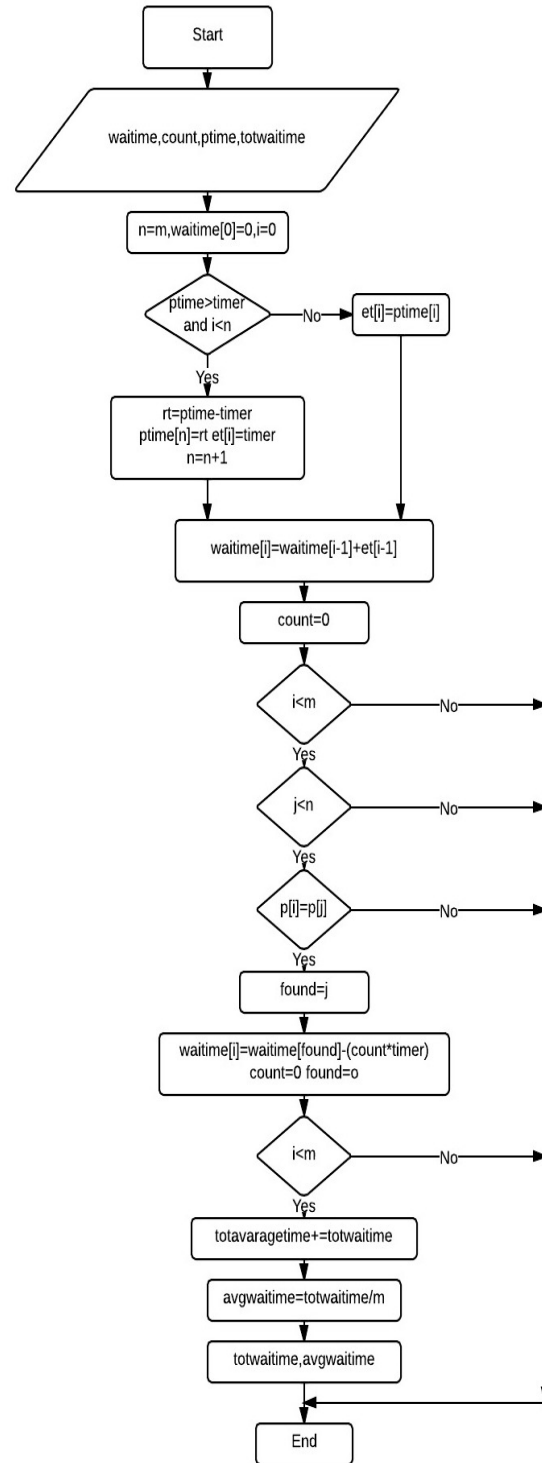 Start
waitime,count,ptime,totwaitime
n=m,waitime[0]=0,i=0
ptime>timer
and i<n
No
et[i]=ptime[i]
Yes
rt=ptime-timer
ptime[n]=rt et[i]=timer
n=n+1
waitime[i]=waitime[i-1]+et[i-1]
count=0
i<m
No
Yes
j<n
No
Yes
p[i]=p[j]
No
Yes
found=j
waitime[i]=waitime[found]-(count*timer)
count=0 found=o
i<m
No
Yes
totavaragetime+=totwaitime
avgwaitime=totwaitime/m
totwaitime,avgwaitime
End